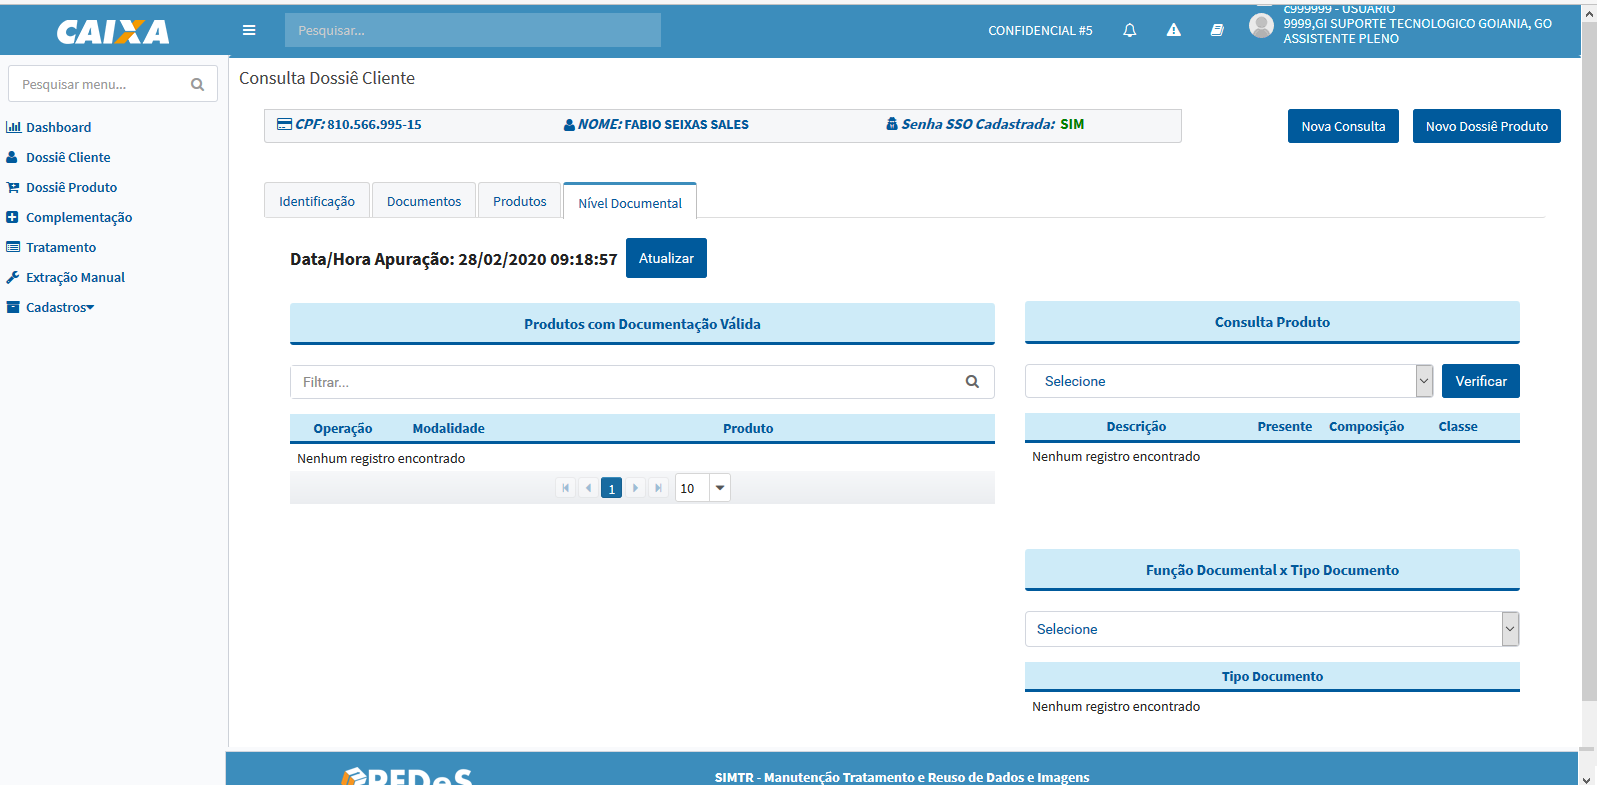 CAIXA
Pesquisar...
CONFIDENCIAL #5
c999999 - USUARIO
9999,GI SUPORTE TECNOLOGICO GOIANIA, GO
ASSISTENTE PLENO
Pesquisar menu...
Dashboard
Dossiê Cliente
Dossiê Produto
Complementação
Tratamento
Extração Manual
Cadastros
Consulta Dossiê Cliente
CPF: 810.566.995-15
NOME: FABIO SEIXAS SALES
Senha SSO Cadastrada: SIM
Nova Consulta
Novo Dossiê Produto
Identificação
Documentos
Produtos
Nível Documental
Data/Hora Apuração: 28/02/2020 09:18:57
Atualizar
Produtos com Documentação Válida
Filtrar...
Operação Modalidade Produto
Nenhum registro encontrado
1
10
Consulta Produto
Selecione
Verificar
Descrição Presente Composição Classe
Nenhum registro encontrado
Função Documental x Tipo Documento
Selecione
Tipo Documento
Nenhum registro encontrado
PEDeS
SIMTR - Manutenção Tratamento e Reuso de Dados e Imagens